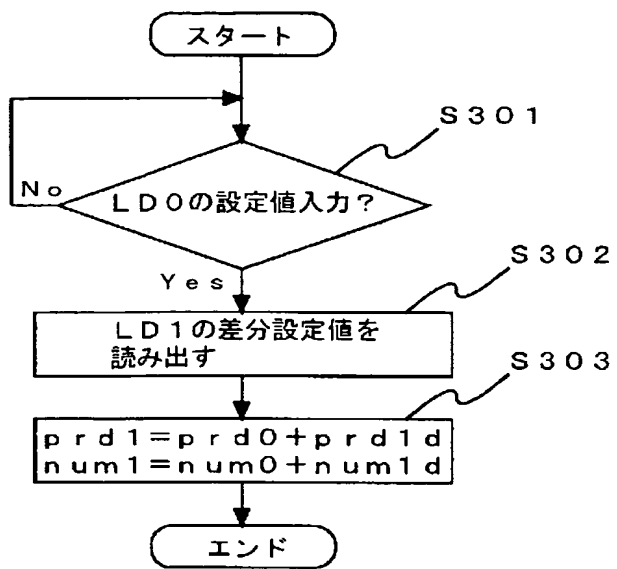 スタート
S301
No
LD0の設定値入力?
Yes
S302
LD1の差分設定値を
読み出す
S303
prd1=prd0+prd1d
num1=num0+num1d
エンド